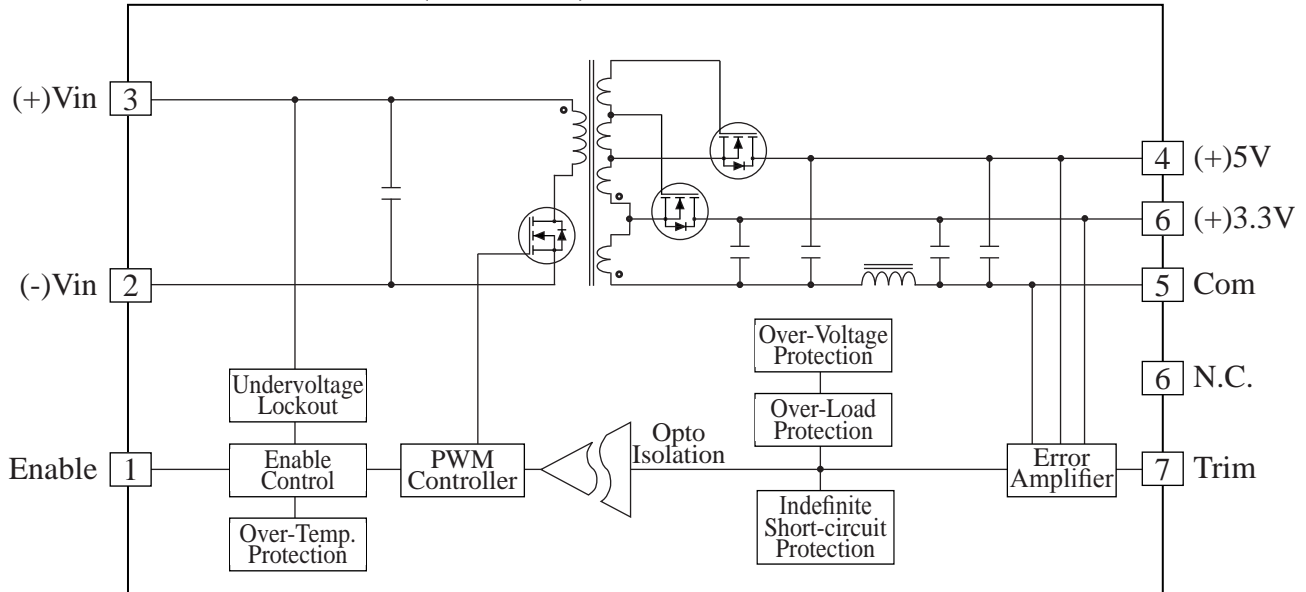 (+)Vin 3
4 (+)5V
6 (+)3.3V
(-)Vin 2
5 Com
Over-Voltage
Protection
6 N.C.
Undervoltage
Lockout
Over-Load
Protection
Opto
Isolation
Enable 1
Enable
Control
PWM
Controller
Error
Amplifier
7 Trim
Over-Temp.
Protection
Indefinite
Short-circuit
Protection